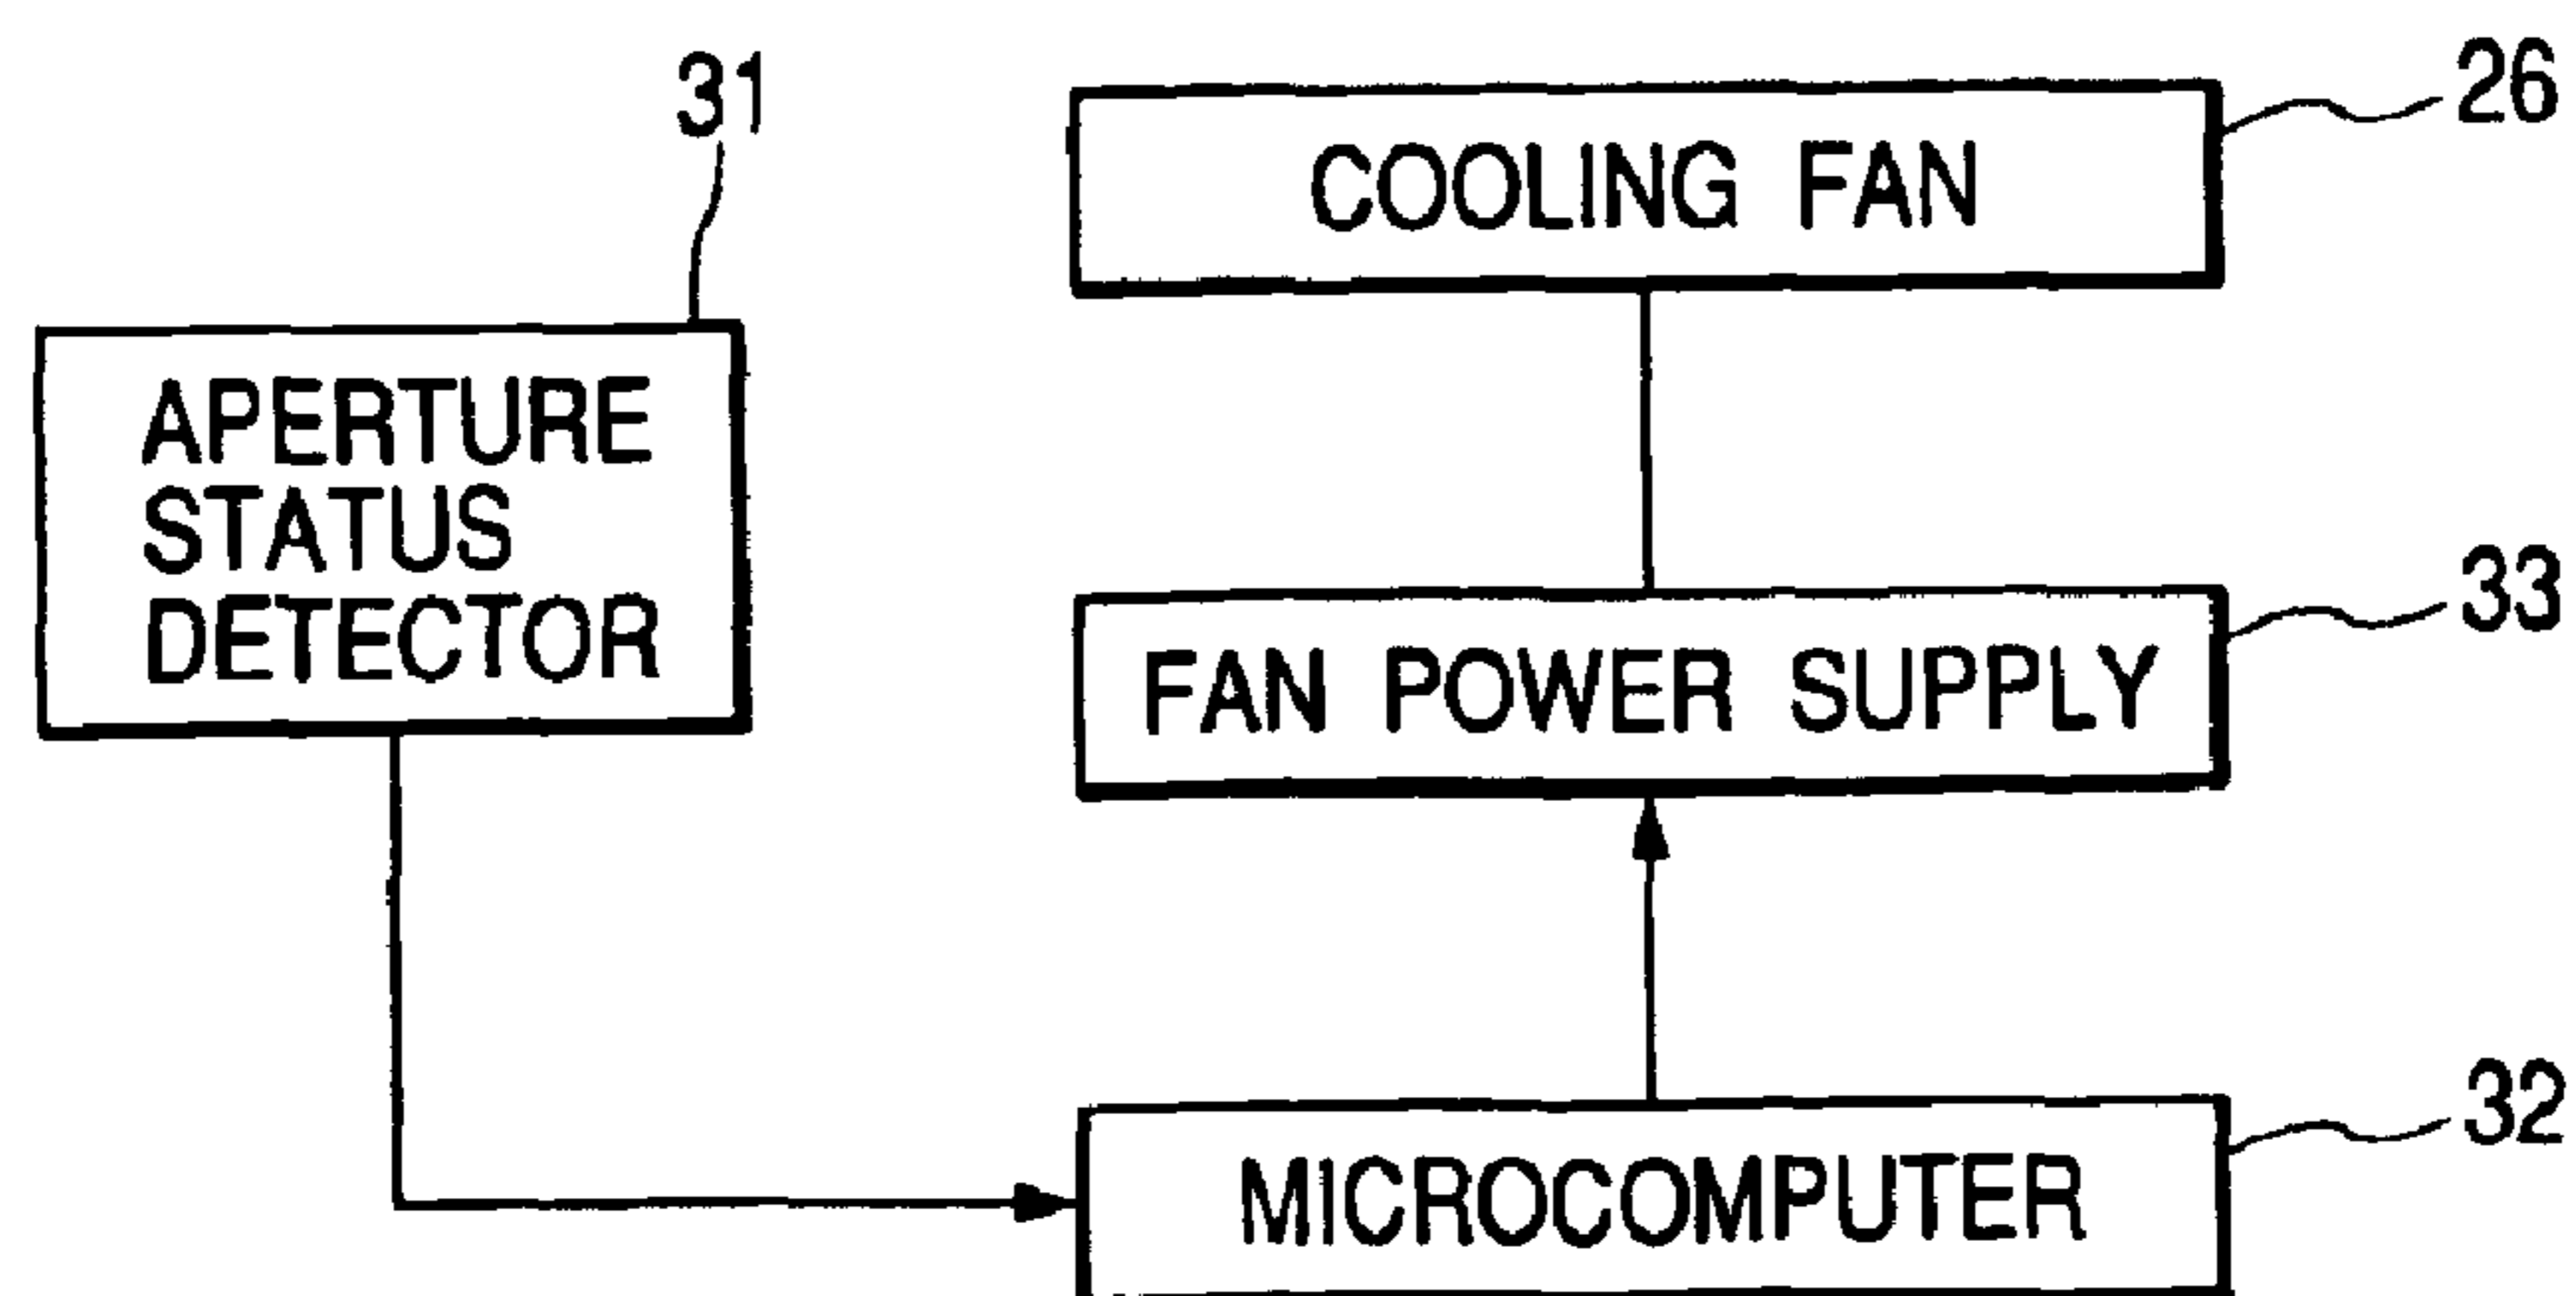 31
APERTURE
STATUS
DETECTOR
COOLING FAN
26
FAN POWER SUPPLY
33
MICROCOMPUTER
32